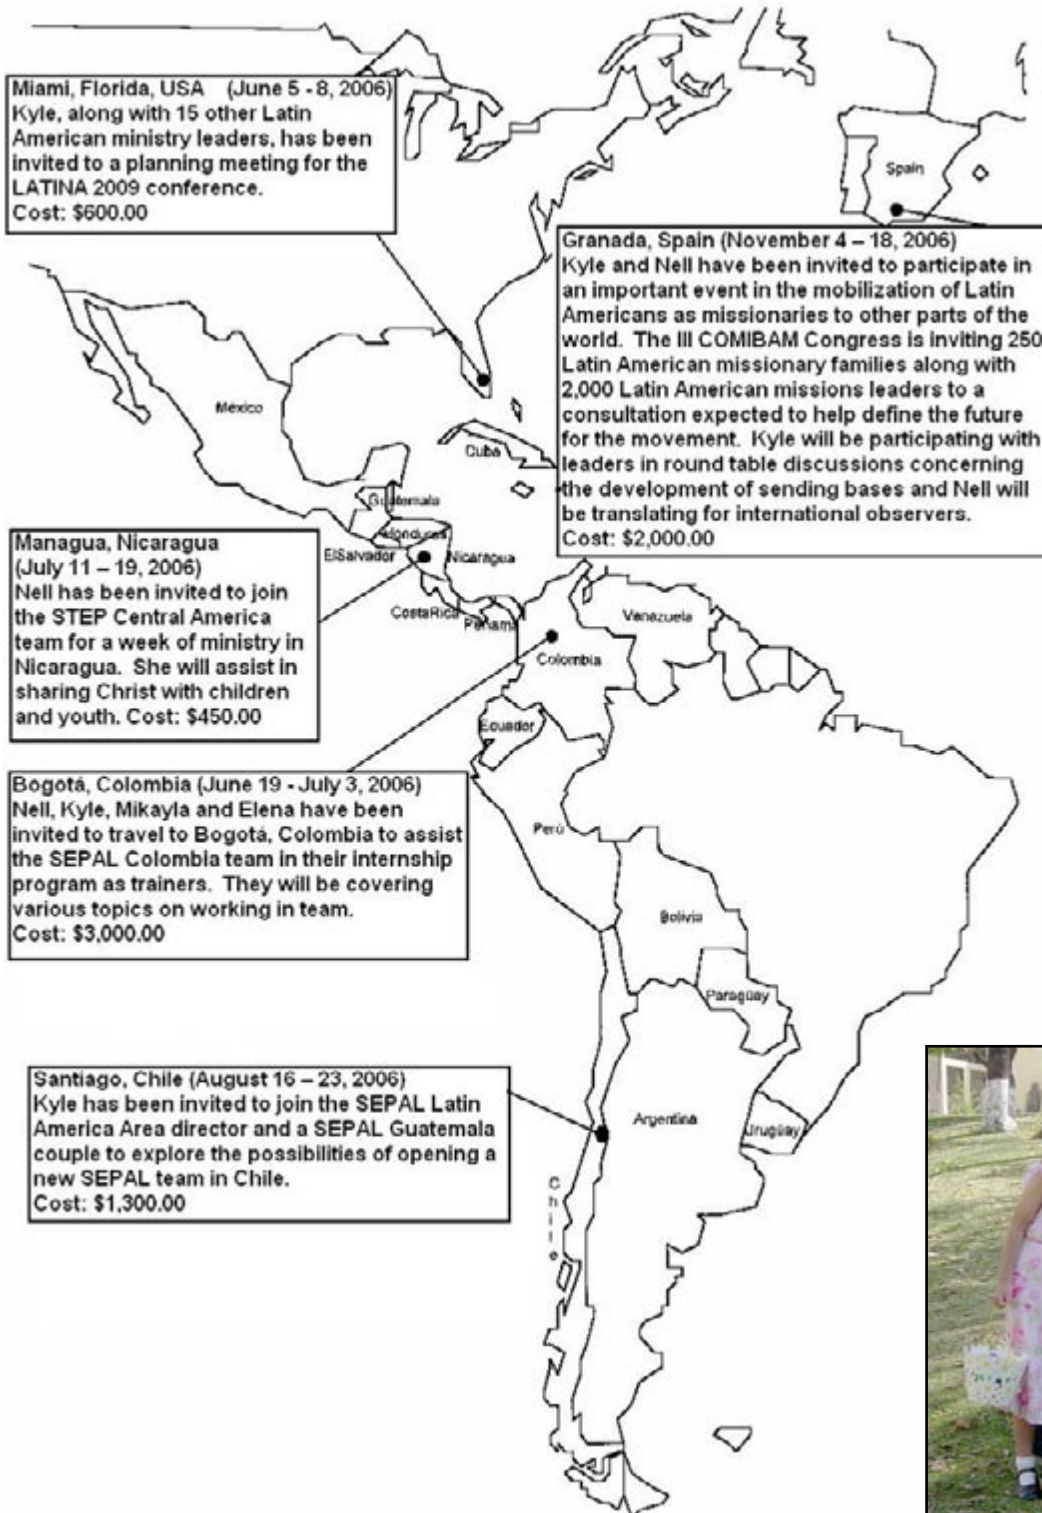 Miami, Florida, USA (June 5 - 8, 2006)
Kyle, along with 15 other Latin
American ministry leaders, has been
invited to a planning meeting for the
LATINA 2009 conference.
Cost: $600.00
Spain
Granada, Spain (November 4 – 18, 2006)
Kyle and Nell have been invited to participate in
an important event in the mobilization of Latin
Americans as missionaries to other parts of the
world. The III COMIBAM Congress is inviting 250
Latin American missionary families along with
2,000 Latin American missions leaders to a
consultation expected to help define the future
for the movement. Kyle will be participating with
leaders in round table discussions concerning
the development of sending bases and Nell will
be translating for international observers.
Cost: $2,000.00
México
Cuba
Guatemala
Honduras
ElSalvador
Nicaragua
CostaRica
Panamá
Managua, Nicaragua
(July 11 – 19, 2006)
Nell has been invited to join
the STEP Central America
team for a week of ministry in
Nicaragua. She will assist in
sharing Christ with children
and youth. Cost: $450.00
Venezuela
Colombia
Ecuador
Bogotá, Colombia (June 19 - July 3, 2006)
Nell, Kyle, Mikayla and Elena have been
invited to travel to Bogotá, Colombia to assist
the SEPAL Colombia team in their internship
program as trainers. They will be covering
various topics on working in team.
Cost: $3,000.00
Perú
Bolivia
Paragüay
Santiago, Chile (August 16 – 23, 2006)
Kyle has been invited to join the SEPAL Latin
America Area director and a SEPAL Guatemala
couple to explore the possibilities of opening a
new SEPAL team in Chile.
Cost: $1,300.00
Argentina
Urugüay
Chile